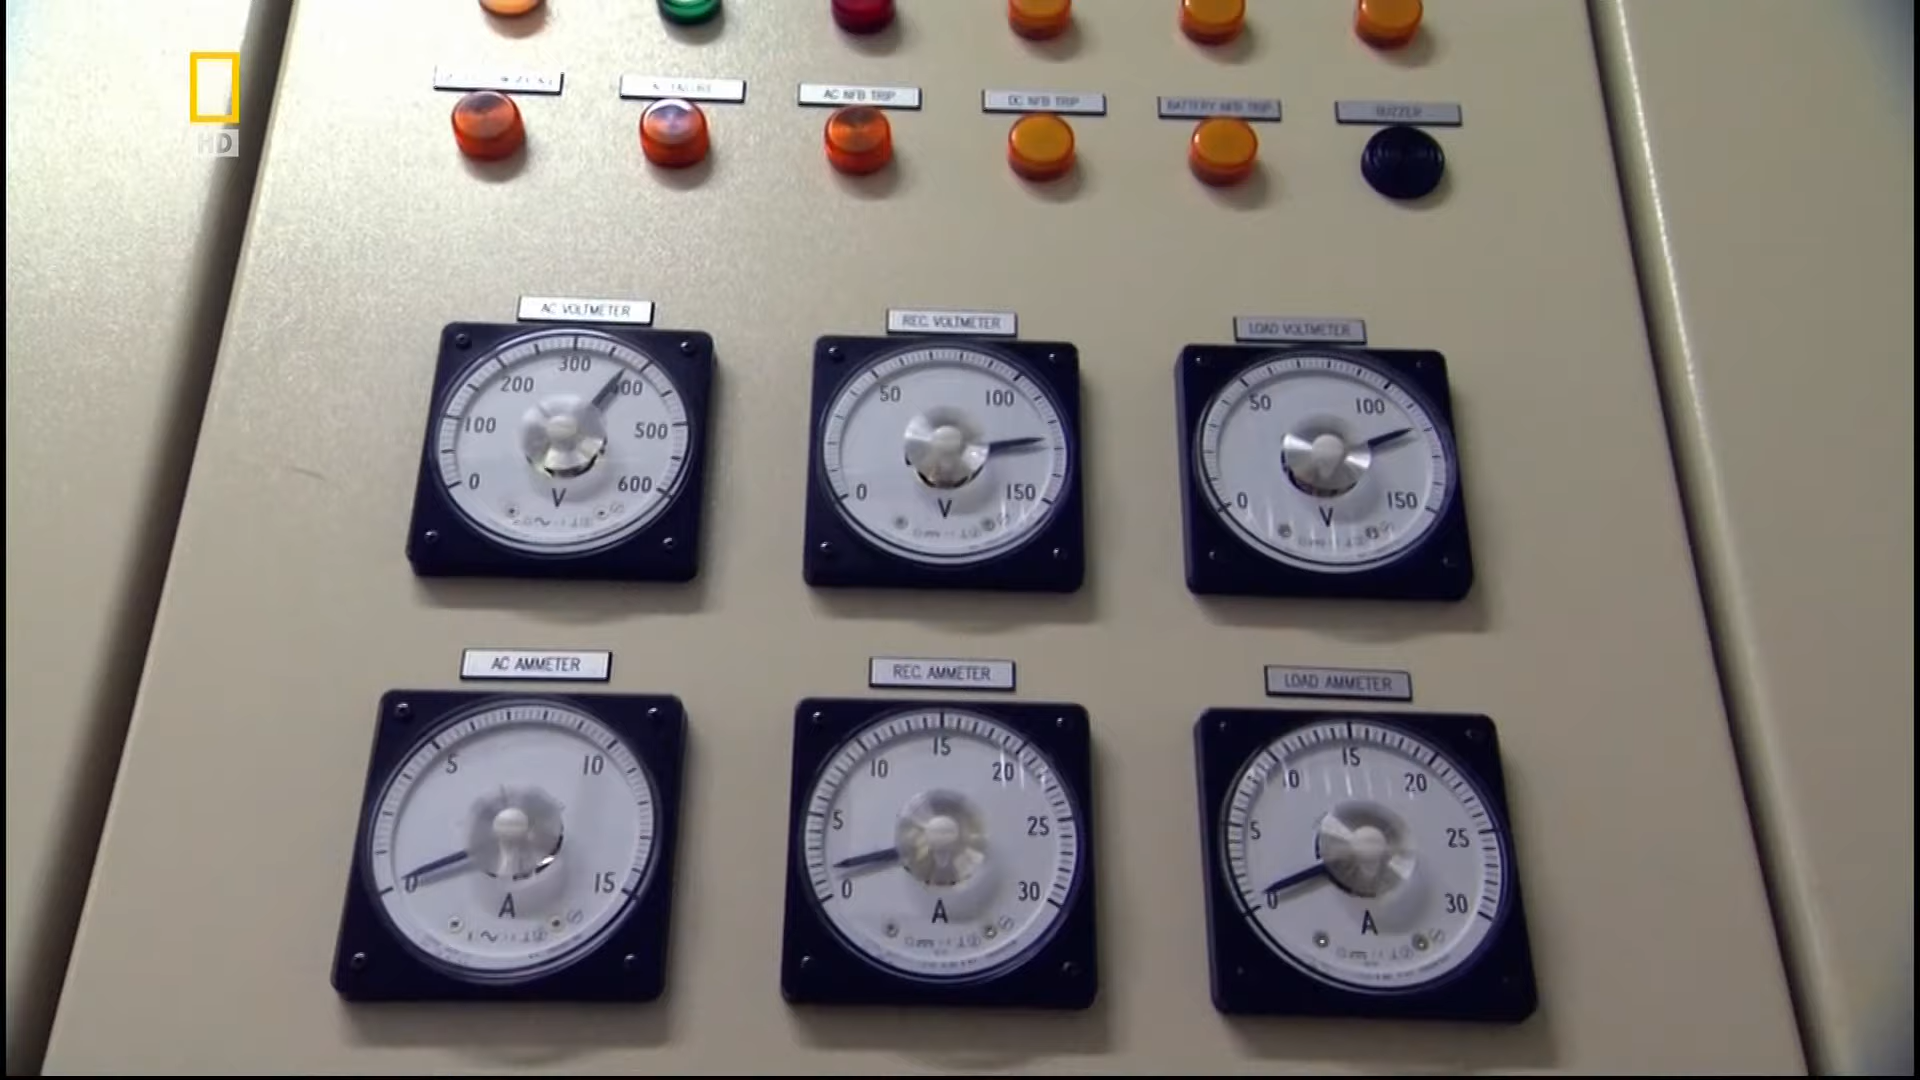 HD
AC NFB TRIP
DC NFB TRIP
BATTERY NFB TRIP
BUZZER
AC VOLTMETER
REC. VOLTMETER
LOAD VOLTMETER
0 100 200 300 400 500 600
V
0 50 100 150
V
0 50 100 150
V
AC AMMETER
REC. AMMETER
LOAD AMMETER
0 5 10 15
A
0 5 10 15 20 25 30
A
0 5 10 15 20 25 30
A